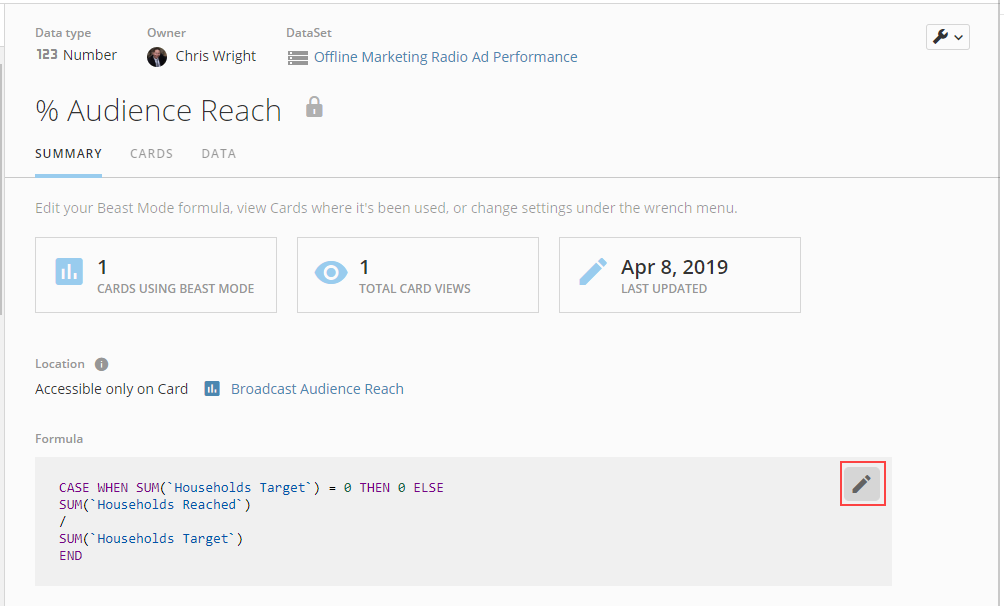 Data type
Owner
DataSet
123 Number
Chris Wright
Offline Marketing Radio Ad Performance
% Audience Reach
SUMMARY
CARDS
DATA
Edit your Beast Mode formula, view Cards where it's been used, or change settings under the wrench menu.
1
CARDS USING BEAST MODE
1
TOTAL CARD VIEWS
Apr 8, 2019
LAST UPDATED
Location
Accessible only on Card
Broadcast Audience Reach
Formula
CASE WHEN SUM(`Households Target`) = 0 THEN 0 ELSE
SUM(`Households Reached`)
/
SUM(`Households Target`)
END